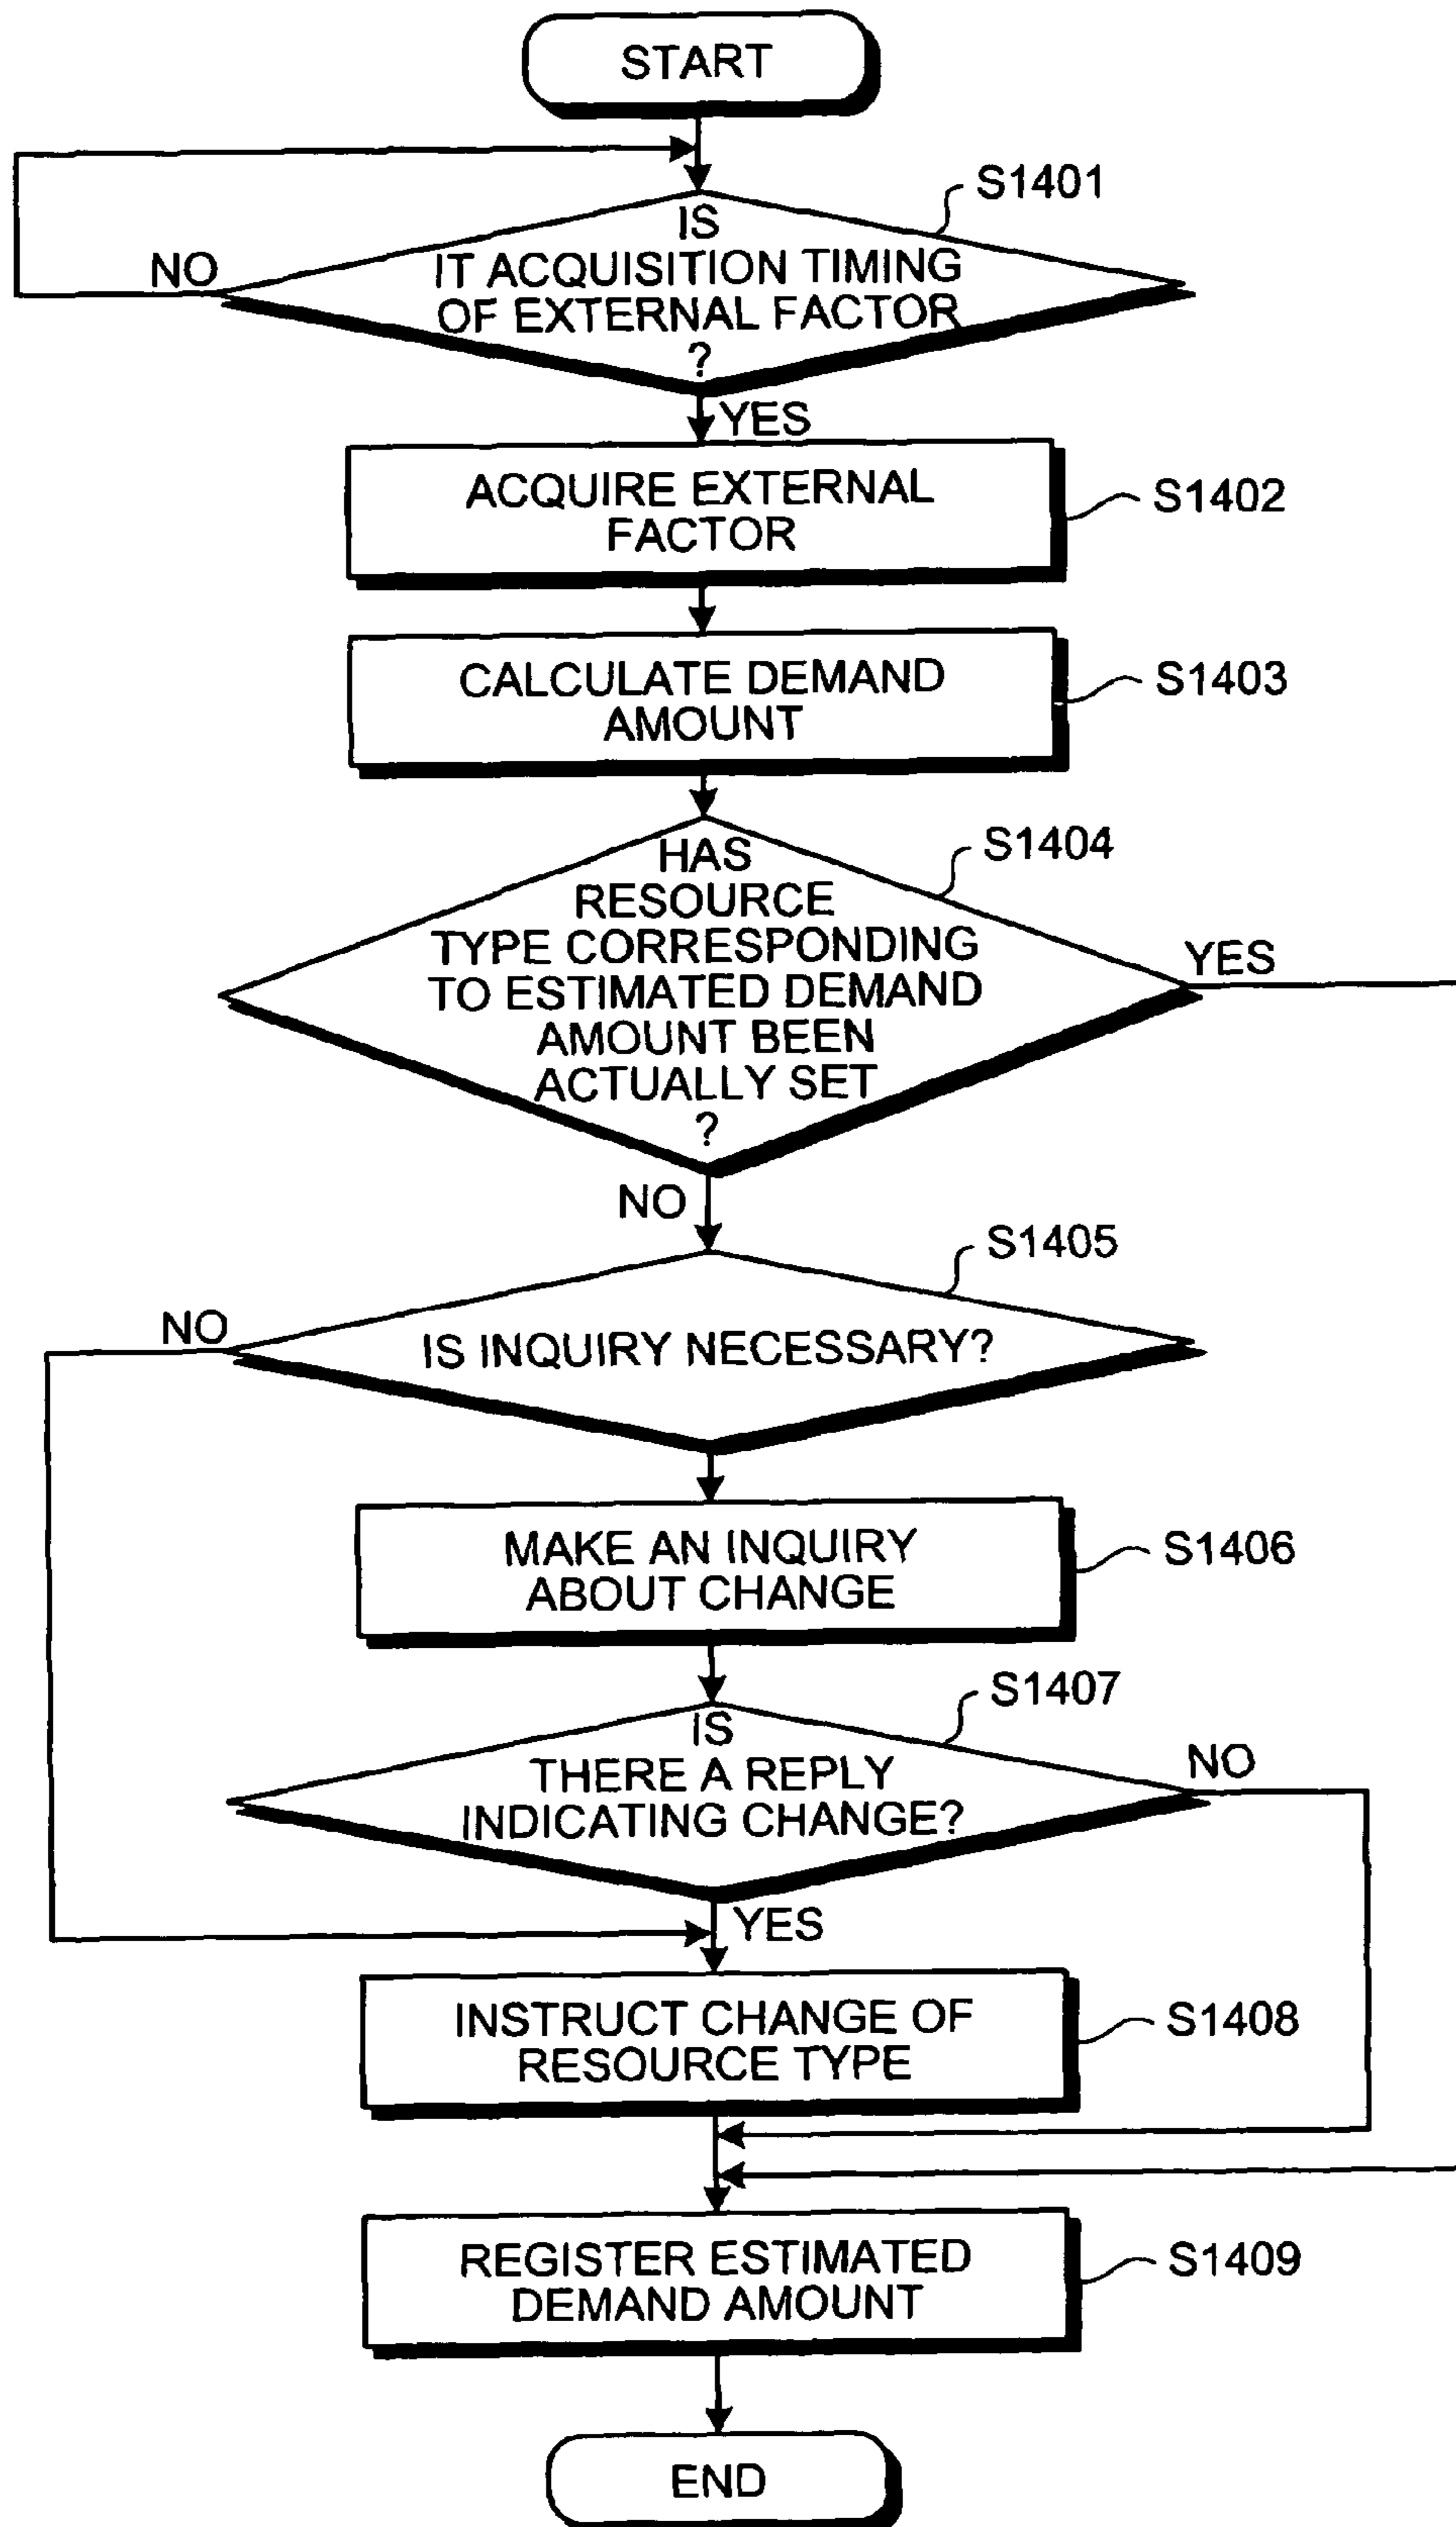 START
S1401
IS
IT ACQUISITION TIMING
OF EXTERNAL FACTOR
?
NO
YES
ACQUIRE EXTERNAL
FACTOR
S1402
CALCULATE DEMAND
AMOUNT
S1403
S1404
HAS
RESOURCE
TYPE CORRESPONDING
TO ESTIMATED DEMAND
AMOUNT BEEN
ACTUALLY SET
?
YES
NO
S1405
NO
IS INQUIRY NECESSARY?
MAKE AN INQUIRY
ABOUT CHANGE
S1406
S1407
IS
THERE A REPLY
INDICATING CHANGE?
NO
YES
INSTRUCT CHANGE OF
RESOURCE TYPE
S1408
REGISTER ESTIMATED
DEMAND AMOUNT
S1409
END